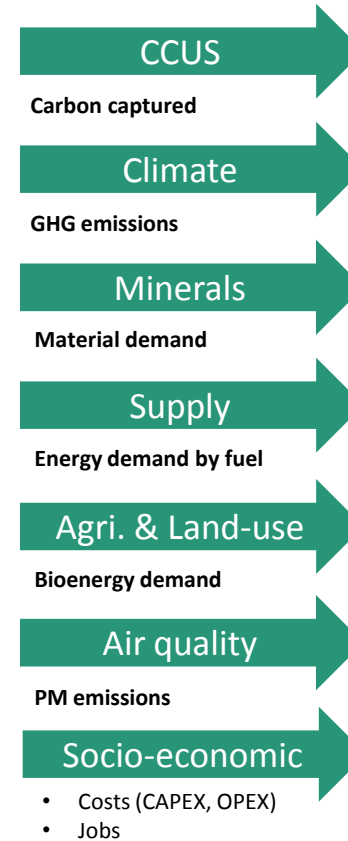 CCUS
Carbon captured
Climate
GHG emissions
Minerals
Material demand
Supply
Energy demand by fuel
Agri. & Land-use
Bioenergy demand
Air quality
PM emissions
Socio-economic
• Costs (CAPEX, OPEX)
• Jobs